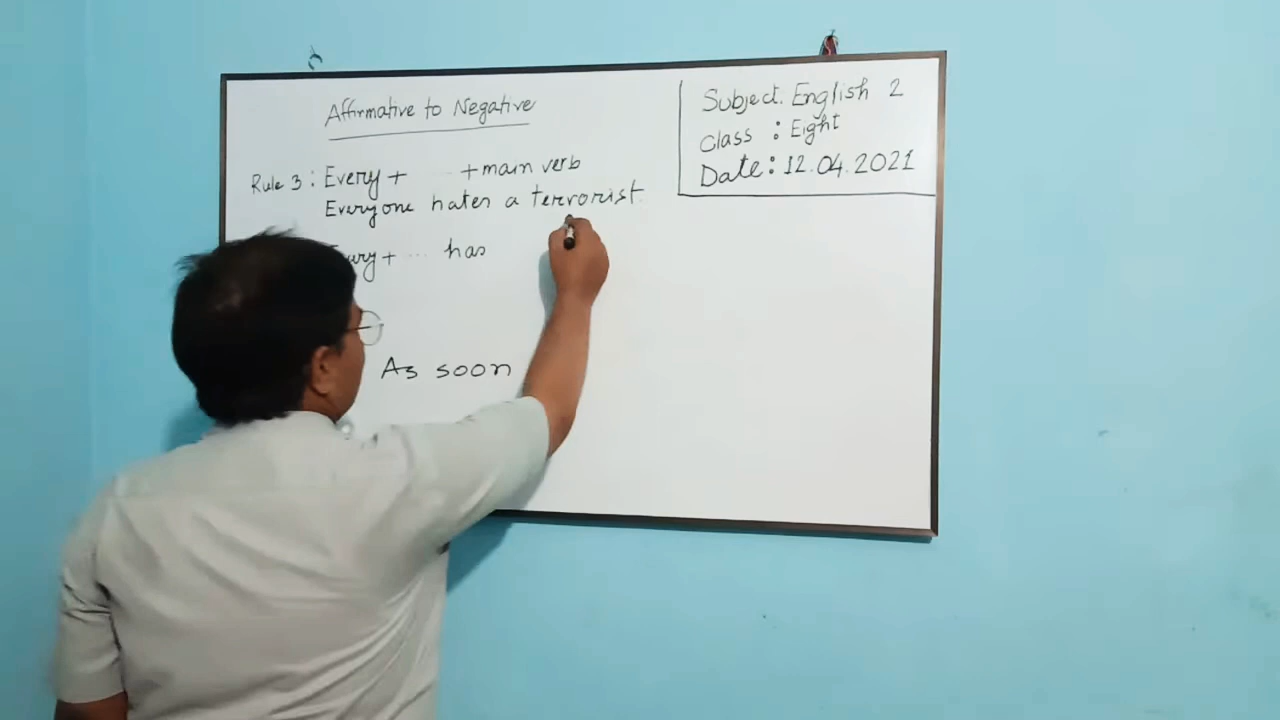 Affirmative to Negative
Rule 3 : Every + ... + main verb
Everyone hates a terrorist.
+ ... has
As soon
Subject. English 2
Class : Eight
Date : 12.04.2021